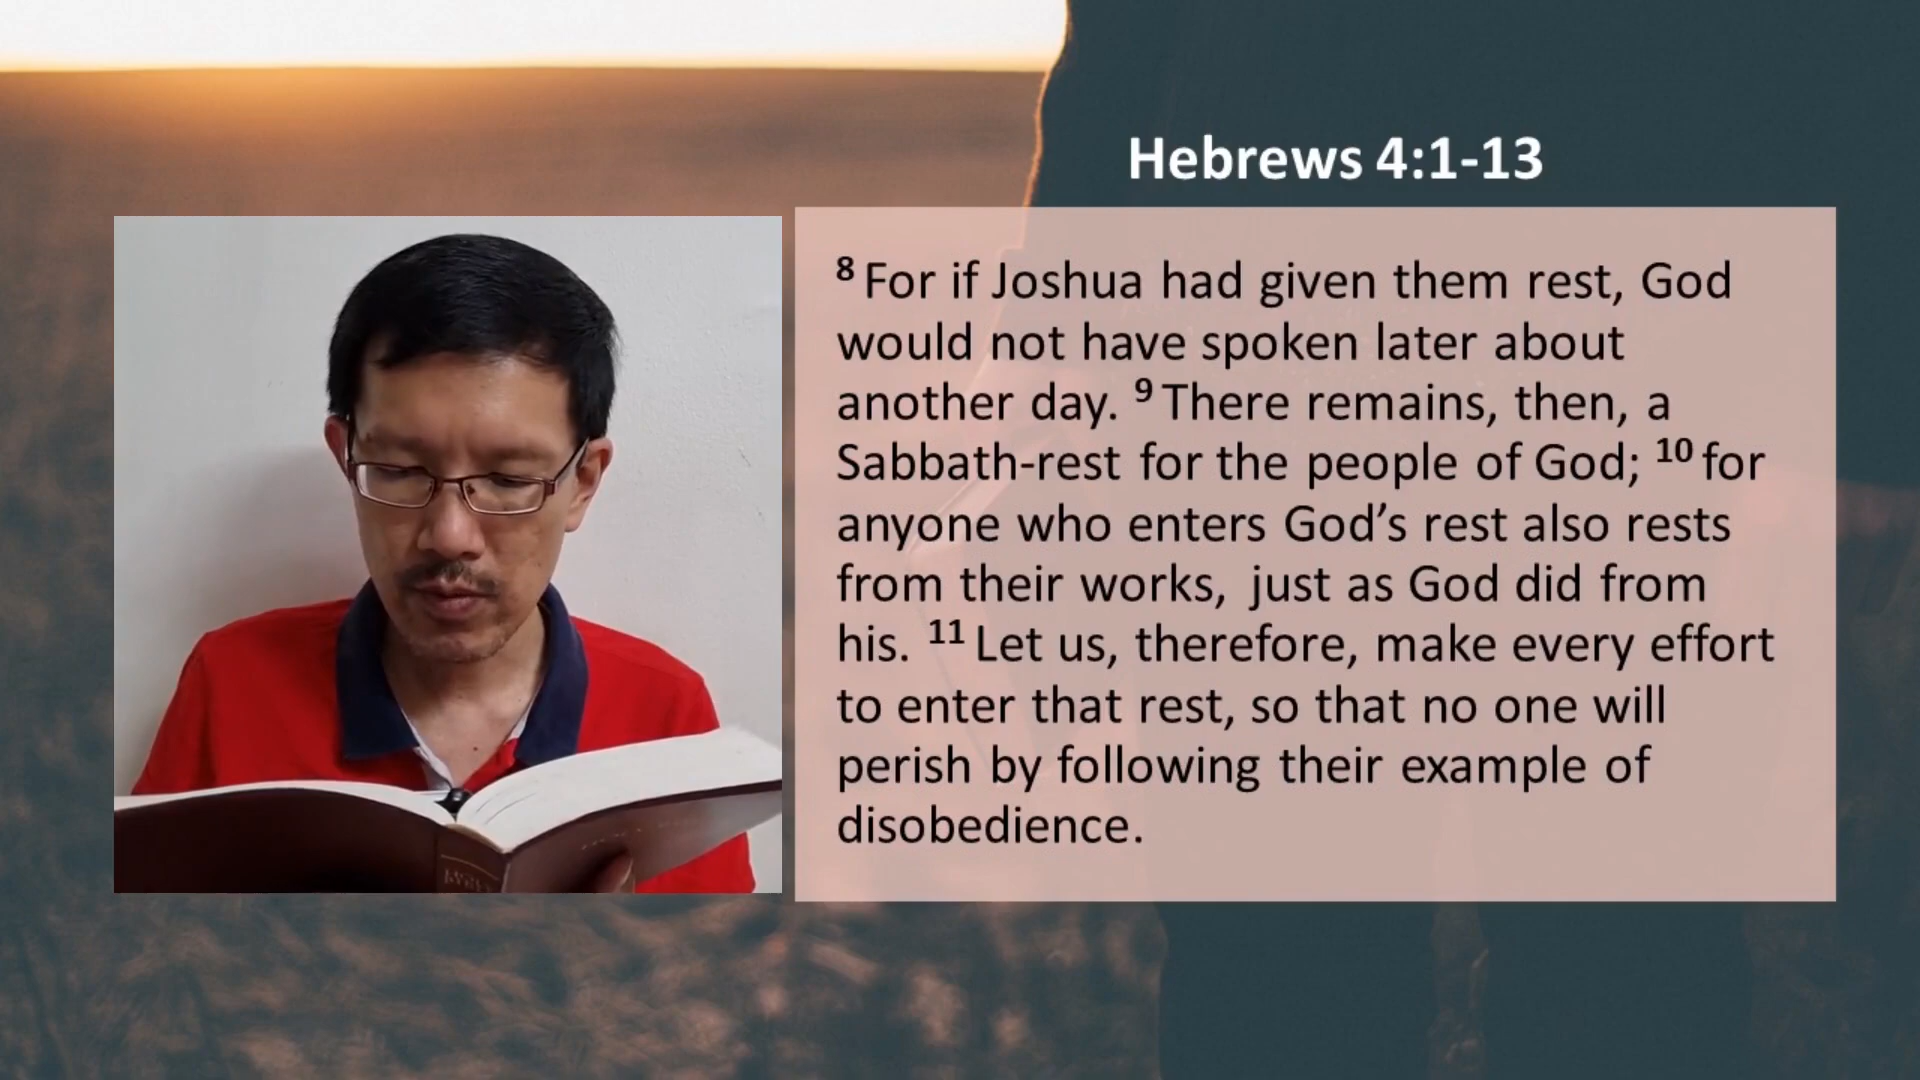 Hebrews 4:1-13
8 For if Joshua had given them rest, God
would not have spoken later about
another day. 9 There remains, then, a
Sabbath-rest for the people of God; 10 for
anyone who enters God’s rest also rests
from their works, just as God did from
his. 11 Let us, therefore, make every effort
to enter that rest, so that no one will
perish by following their example of
disobedience.